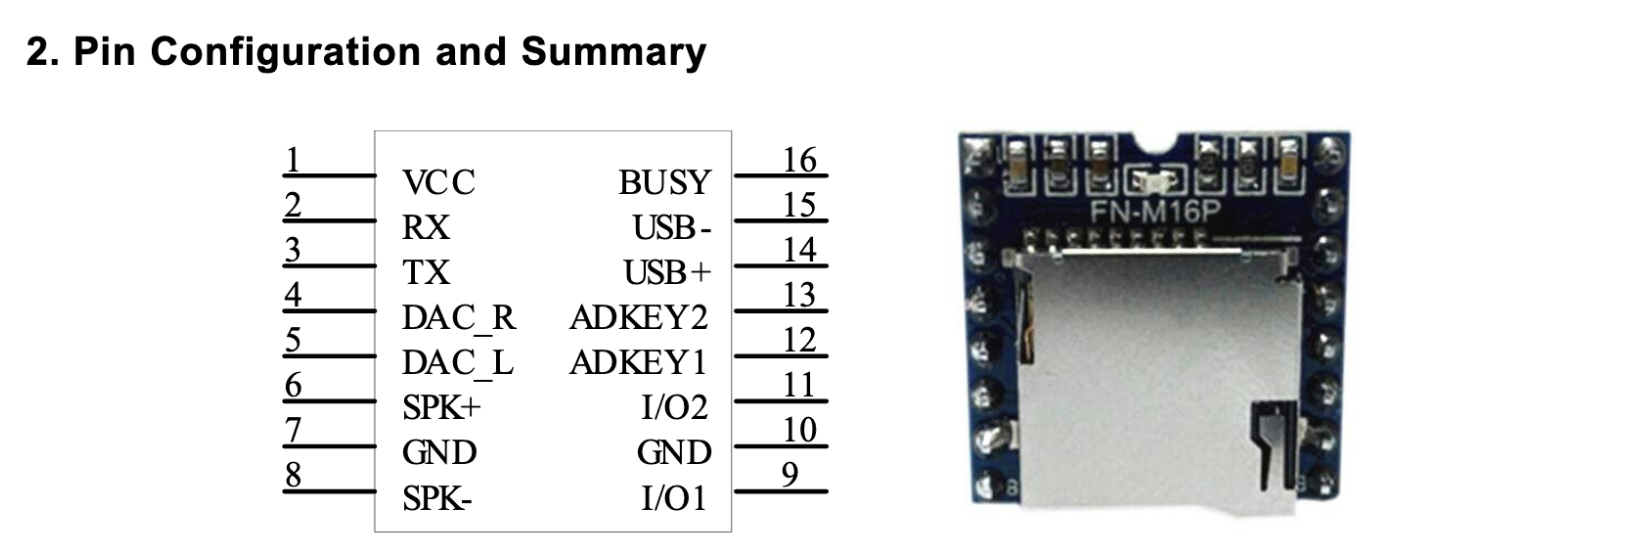 2. Pin Configuration and Summary
1 VCC BUSY 16
2 RX USB- 15
3 TX USB+ 14
4 DAC_R ADKEY2 13
5 DAC_L ADKEY1 12
6 SPK+ I/O2 11
7 GND GND 10
8 SPK- I/O1 9
FN-M16P